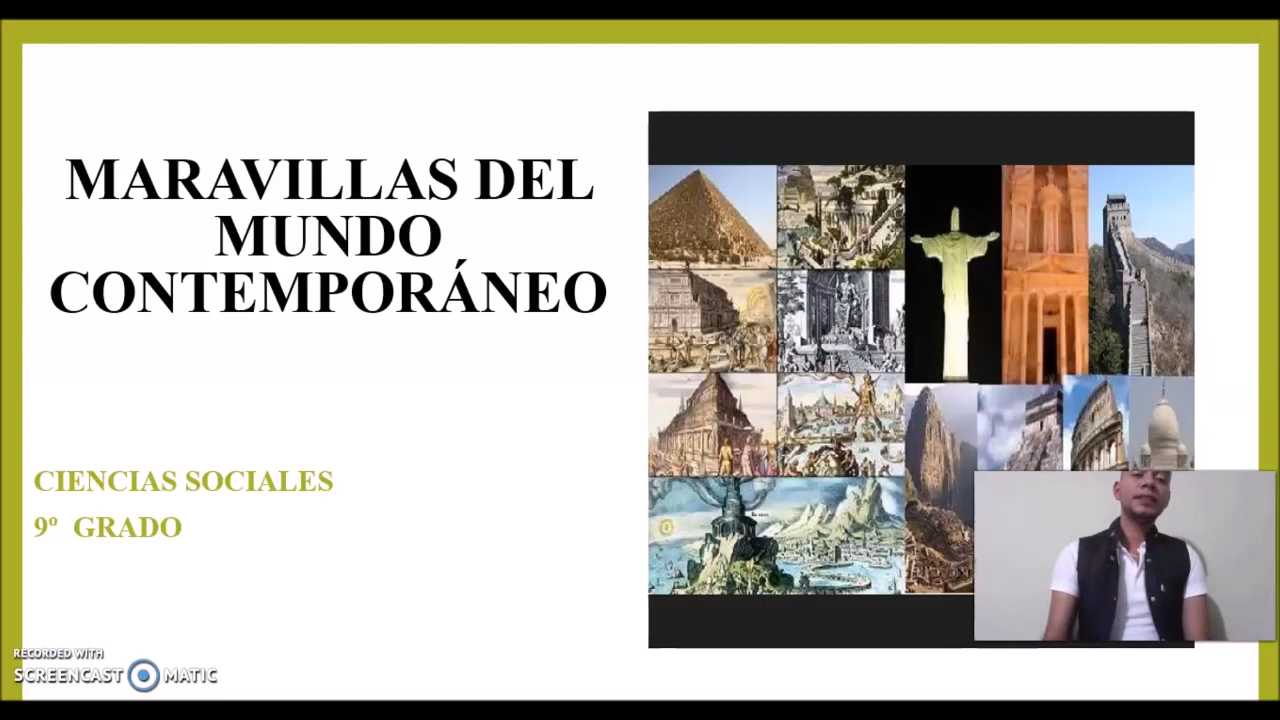 MARAVILLAS DEL
MUNDO
CONTEMPORÁNEO
CIENCIAS SOCIALES
9º GRADO
RECORDED WITH
SCREENCAST MATIC